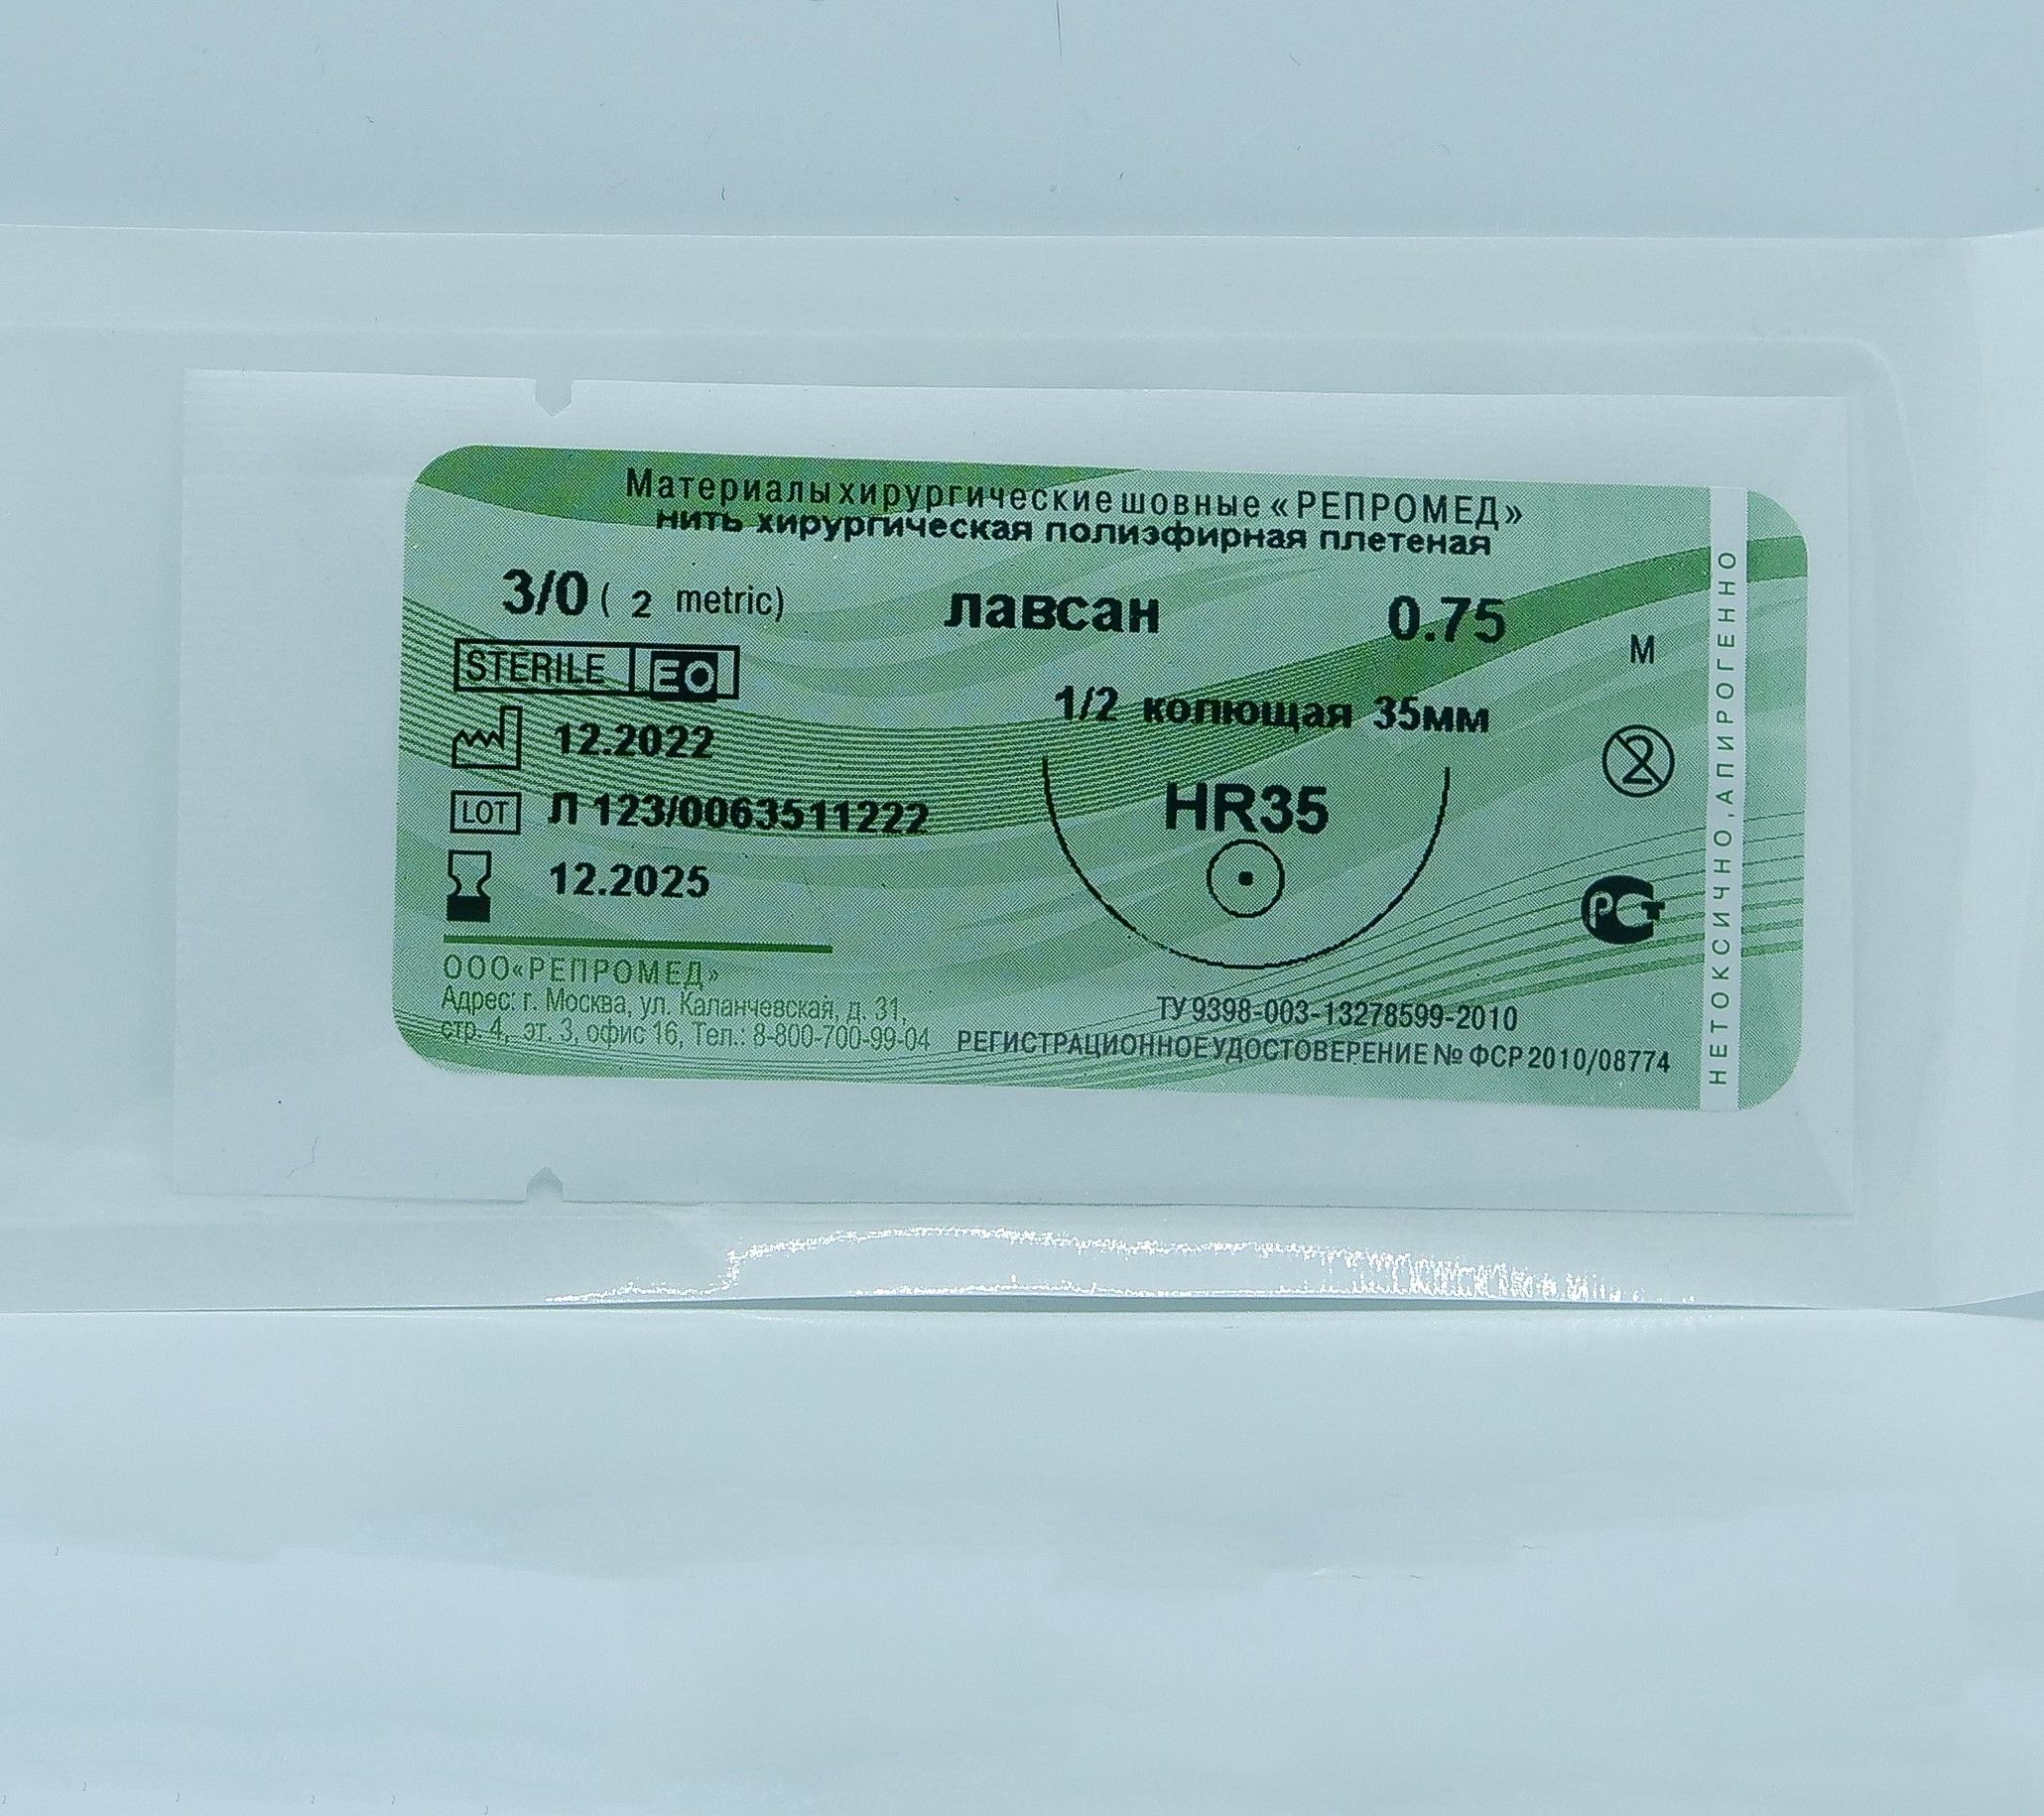 Материалы хирургические шовные «РЕПРОМЕД»
нить хирургическая полиэфирная плетеная
3/0 ( 2 metric) лавсан 0.75
М
STERILE EO
1/2 колющая 35мм
12.2022
HR35
2
LOT Л 123/0063511222
12.2025
РСТ
ООО«РЕПРОМЕД»
Адрес: г. Москва, ул. Каланчевская, д. 31,
стр. 4, эт. 3, офис 16, Тел.: 8-800-700-99-04
ТУ 9398-003-13278599-2010
РЕГИСТРАЦИОННОЕ УДОСТОВЕРЕНИЕ № ФСР 2010/08774
НЕТОКСИЧНО, АПИРОГЕННО